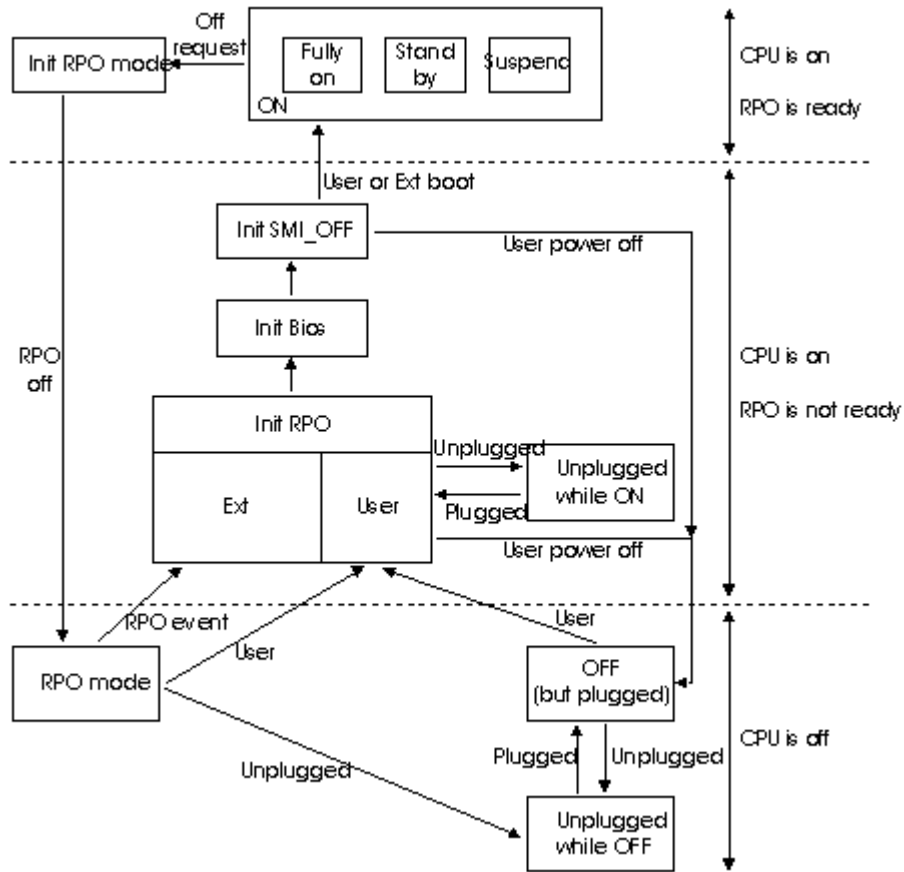 Off
request
Init RPO mode
Fully
on
Stand
by
Suspend
ON
CPU is on
RPO is ready
User or Ext boot
Init SMI_OFF
User power off
Init Bios
RPO
off
CPU is on
RPO is not ready
Init RPO
Unplugged
Unplugged
while ON
Ext
User
Plugged
User power off
RPO event
User
User
RPO mode
OFF
(but plugged)
CPU is off
Unplugged
Plugged
Unplugged
Unplugged
while OFF